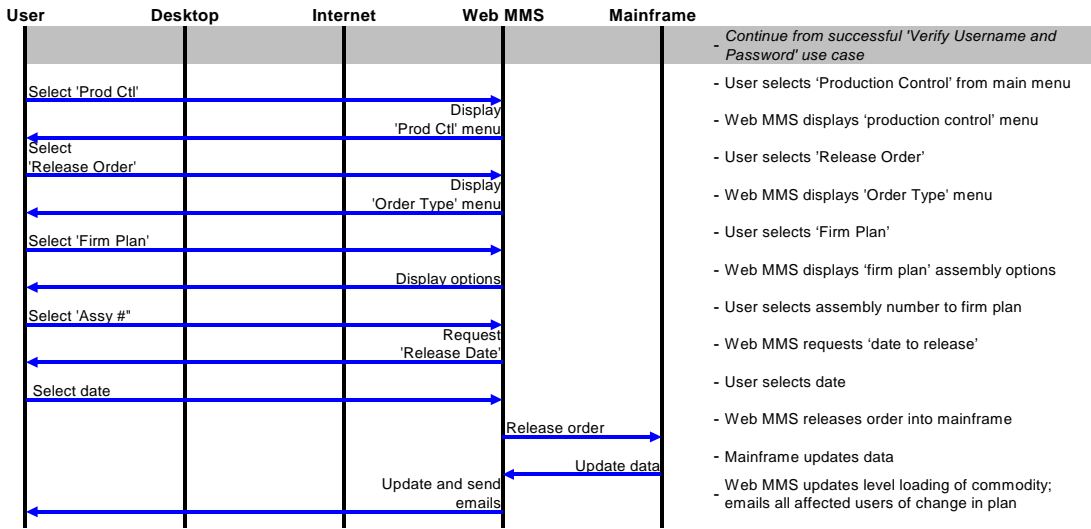 User Desktop Internet Web MMS Mainframe
- Continue from successful 'Verify Username and
Password' use case
Select 'Prod Ctl'
- User selects ‘Production Control’ from main menu
Display
'Prod Ctl' menu
- Web MMS displays ‘production control’ menu
Select
'Release Order'
- User selects ’Release Order’
Display
'Order Type' menu
- Web MMS displays 'Order Type’ menu
Select 'Firm Plan'
- User selects ‘Firm Plan’
Display options
- Web MMS displays ‘firm plan’ assembly options
Select 'Assy #"
- User selects assembly number to firm plan
Request
'Release Date'
- Web MMS requests ‘date to release’
Select date
- User selects date
Release order
- Web MMS releases order into mainframe
Update data
- Mainframe updates data
Update and send
emails
- Web MMS updates level loading of commodity;
emails all affected users of change in plan